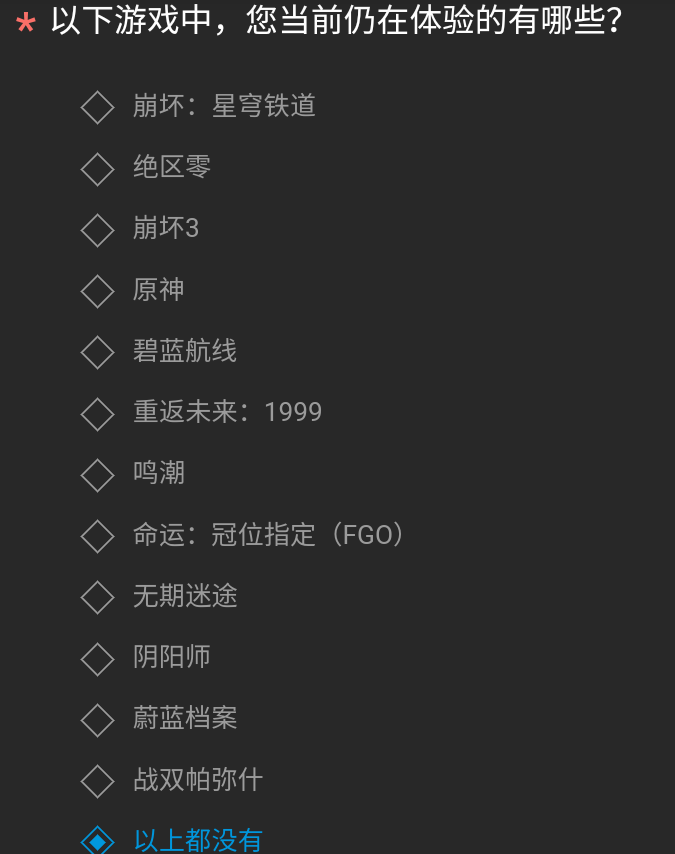 * 以下游戏中，您当前仍在体验的有哪些？
崩坏：星穹铁道
绝区零
崩坏3
原神
碧蓝航线
重返未来：1999
鸣潮
命运：冠位指定（FGO）
无期迷途
阴阳师
蔚蓝档案
战双帕弥什
以上都没有